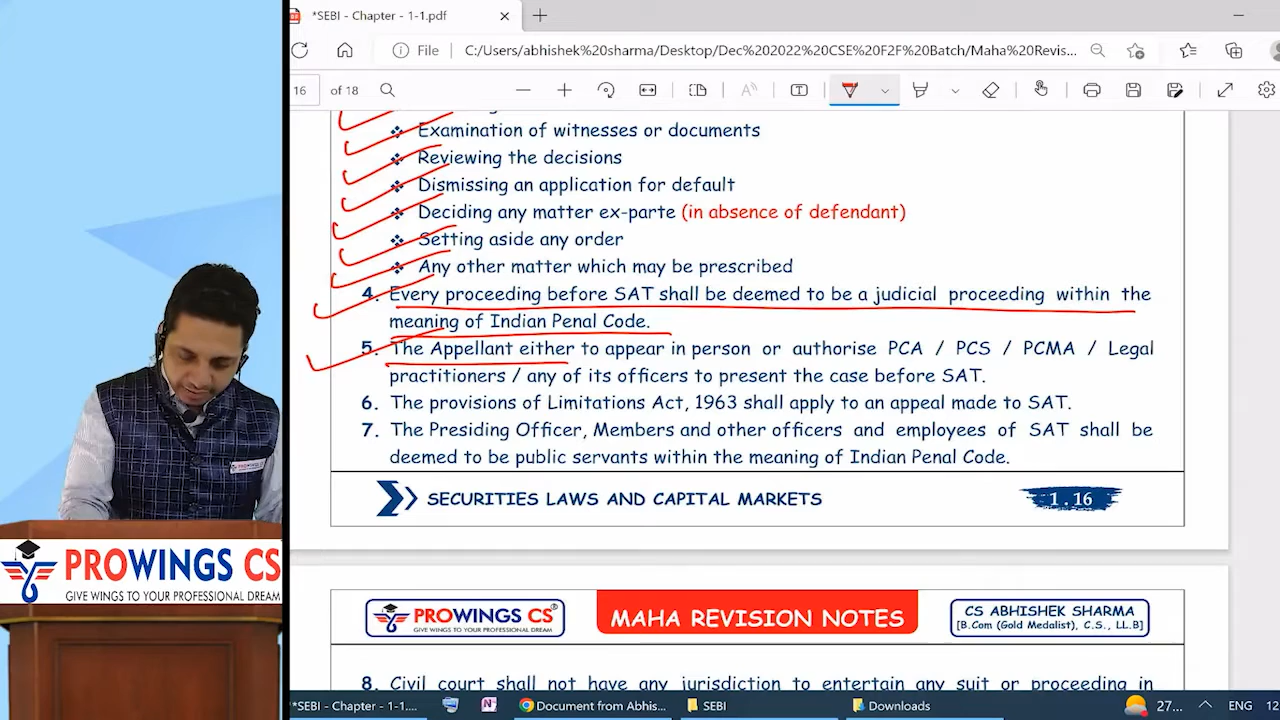 *SEBI - Chapter - 1-1.pdf
File
C:/Users/abhishek%20sharma/Desktop/Dec%202022%20CSE%20F2F%20Batch/Maha%20Revis...
16 of 18
Examination of witnesses or documents
Reviewing the decisions
Dismissing an application for default
Deciding any matter ex-parte (in absence of defendant)
Setting aside any order
Any other matter which may be prescribed
4. Every proceeding before SAT shall be deemed to be a judicial proceeding within the
meaning of Indian Penal Code.
5. The Appellant either to appear in person or authorise PCA / PCS / PCMA / Legal
practitioners / any of its officers to present the case before SAT.
6. The provisions of Limitations Act, 1963 shall apply to an appeal made to SAT.
7. The Presiding Officer, Members and other officers and employees of SAT shall be
deemed to be public servants within the meaning of Indian Penal Code.
SECURITIES LAWS AND CAPITAL MARKETS
1.16
PROWINGS CS
GIVE WINGS TO YOUR PROFESSIONAL DREAM
PROWINGS CS®
GIVE WINGS TO YOUR PROFESSIONAL DREAM
MAHA REVISION NOTES
CS ABHISHEK SHARMA
[B.Com (Gold Medalist), C.S., LL.B]
8. Civil court shall not have any jurisdiction to entertain any suit or proceeding in
*SEBI - Chapter - 1-1....
Document from Abhis...
SEBI
Downloads
27...
ENG
12